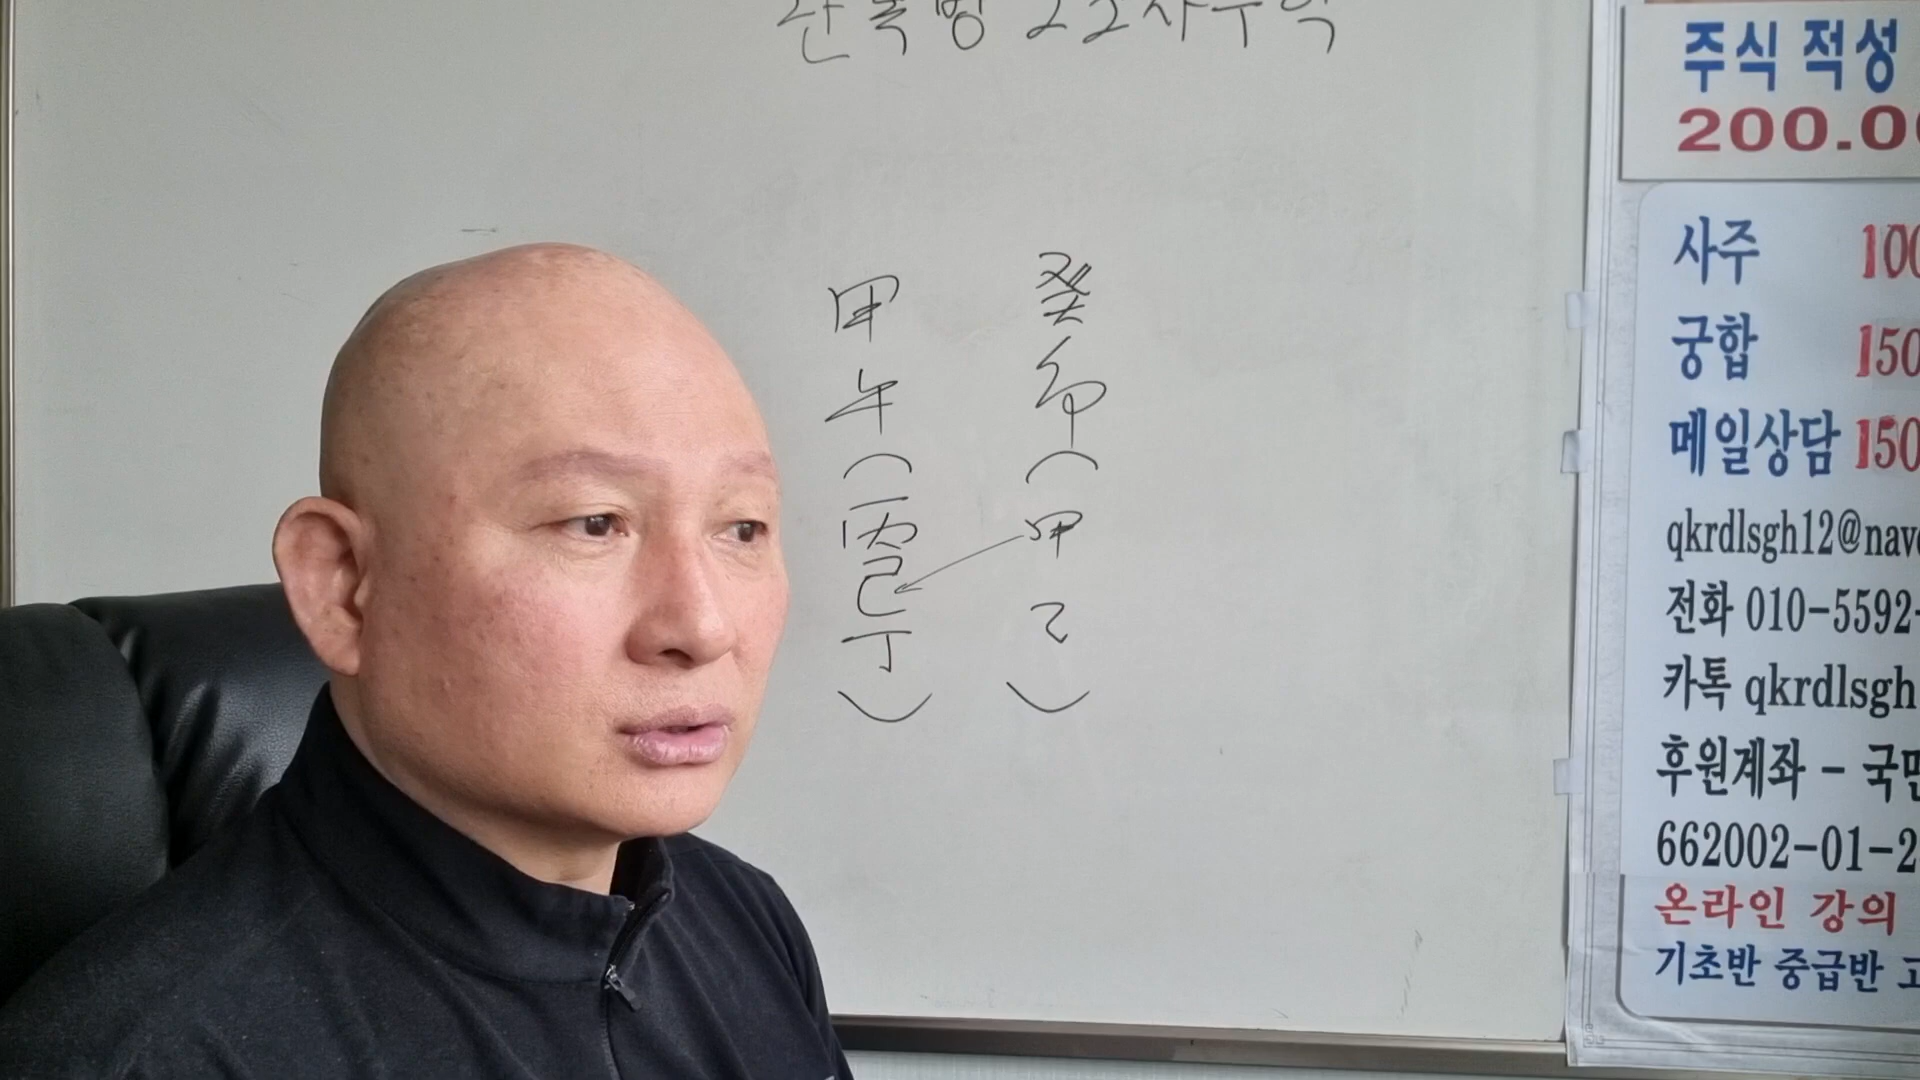 甲
午
(
丙
己
丁
)
癸
卯
(
甲
乙
)
주식 적성
200.0
사주 100
궁합 150
메일상담 150
qkrdlsgh12@nav
전화 010-5592-
카톡 qkrdlsgh
후원계좌 - 국민
662002-01-2
온라인 강의
기초반 중급반 고